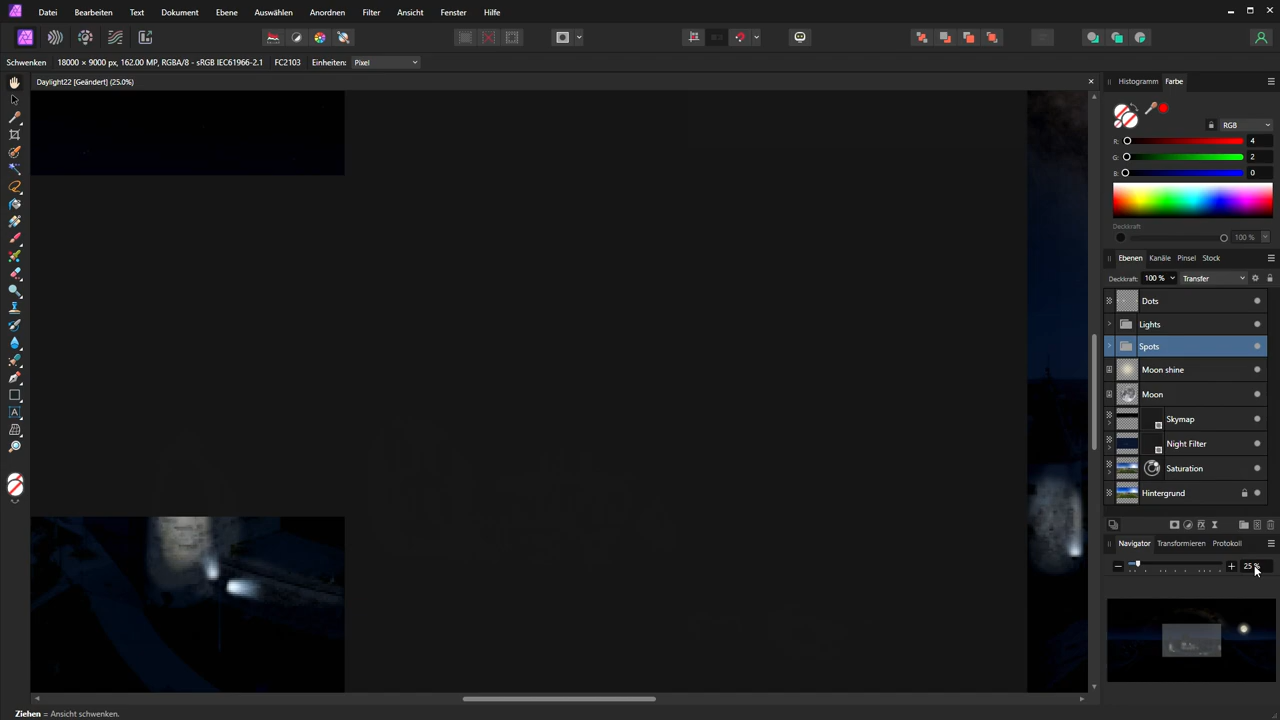 Datei Bearbeiten Text Dokument Ebene Auswählen Anordnen Filter Ansicht Fenster Hilfe
Schwenken 18000 × 9000 px, 162.00 MP, RGBA/8 - sRGB IEC61966-2.1 FC2103 Einheiten: Pixel
Daylight22 [Geändert] (25.0%)
Histogramm Farbe
RGB
R: 4
G: 2
B: 0
Deckkraft
100 %
Ebenen Kanäle Pinsel Stock
Deckkraft: 100 % Transfer
Dots
Lights
Spots
Moon shine
Moon
Skymap
Night Filter
Saturation
Hintergrund
Navigator Transformieren Protokoll
25 %
Ziehen = Ansicht schwenken.